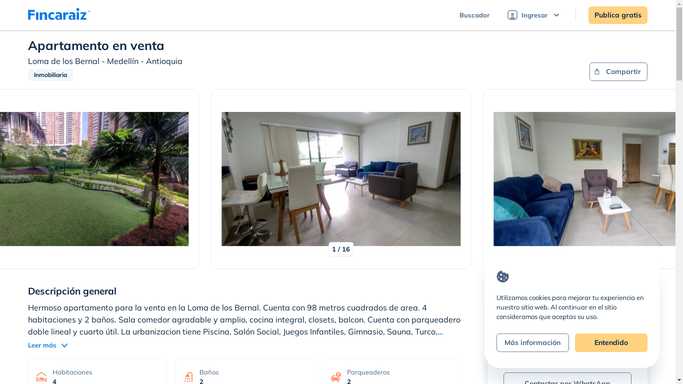 Fincaraiz
Buscador
Ingresar
Publica gratis
Apartamento en venta
Loma de los Bernal - Medellín - Antioquia
Inmobiliaria
Compartir
1 / 16
Descripción general
Hermoso apartamento para la venta en la Loma de los Bernal. Cuenta con 98 metros cuadrados de area. 4
habitaciones y 2 baños. Sala comedor agradable y amplio, cocina integral, closets, balcon. Cuenta con parqueadero
doble lineal y cuarto útil. La urbanizacion tiene Piscina, Salón Social, Juegos Infantiles, Gimnasio, Sauna, Turco,...
Leer más
Habitaciones
4
Baños
2
Parqueaderos
2
Utilizamos cookies para mejorar tu experiencia en
nuestro sitio web. Al continuar en el sitio
consideramos que aceptas su uso.
Más información
Entendido
Contactar por WhatsApp